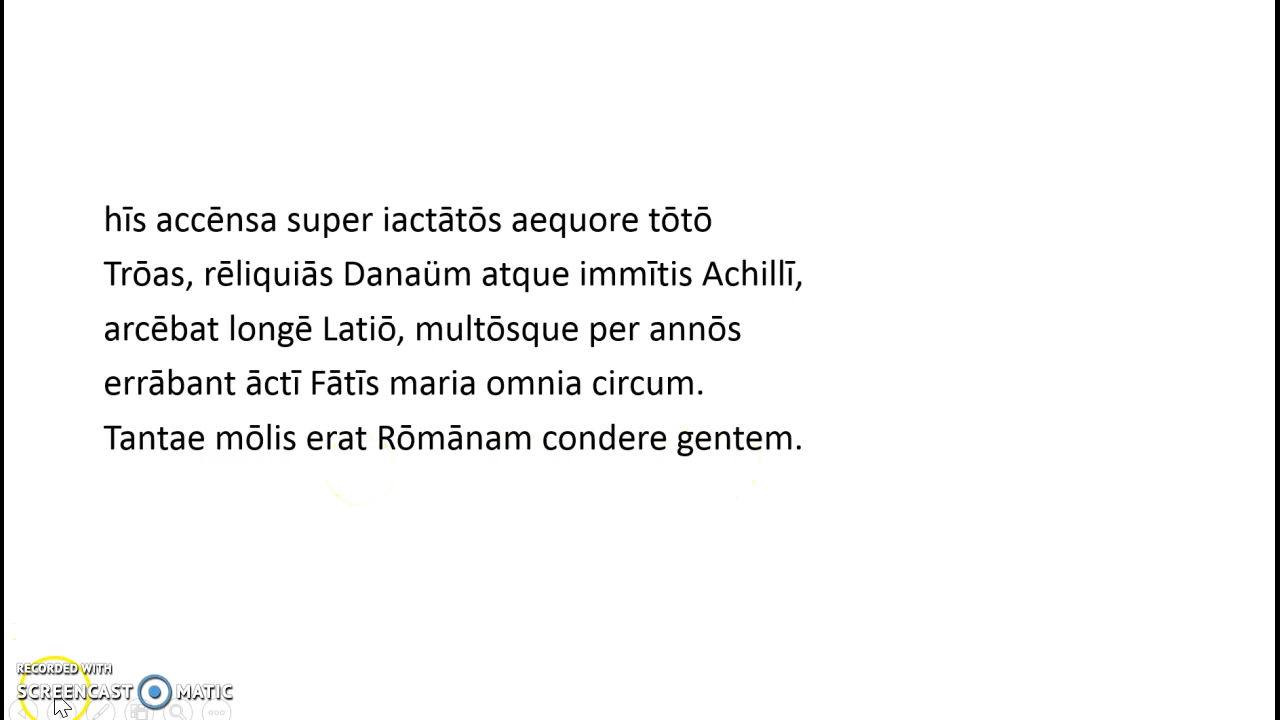 hīs accēnsa super iactātōs aequore tōtō
Trōas, rēliquiās Danaüm atque immītis Achillī,
arcēbat longē Latiō, multōsque per annōs
errābant āctī Fātīs maria omnia circum.
Tantae mōlis erat Rōmānam condere gentem.
RECORDED WITH
SCREENCAST MATIC